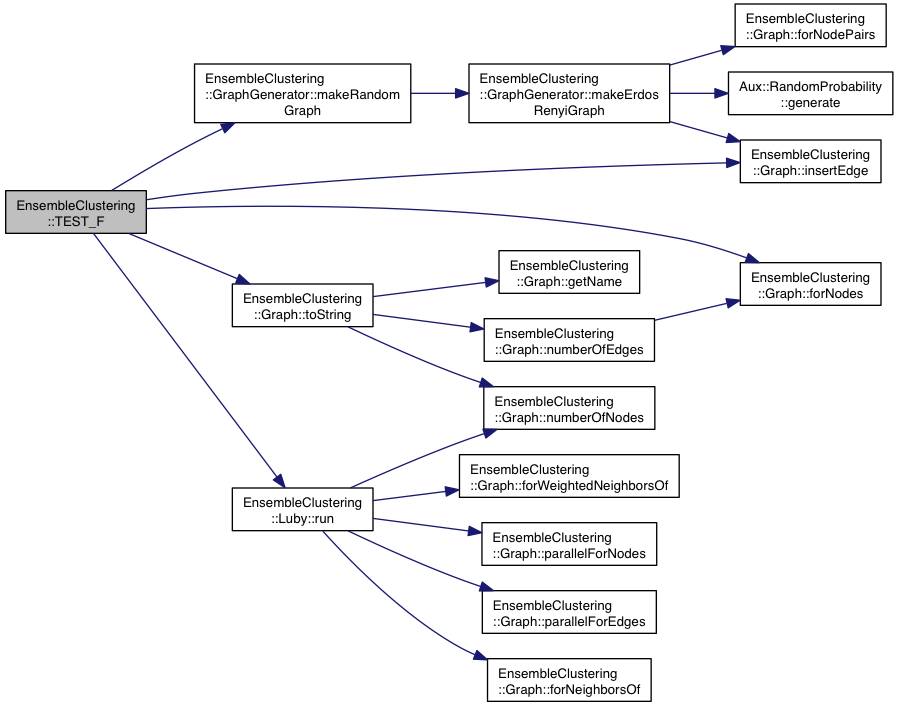 EnsembleClustering
::TEST_F
EnsembleClustering
::GraphGenerator::makeRandom
Graph
EnsembleClustering
::GraphGenerator::makeErdos
RenyiGraph
EnsembleClustering
::Graph::forNodePairs
Aux::RandomProbability
::generate
EnsembleClustering
::Graph::insertEdge
EnsembleClustering
::Graph::forNodes
EnsembleClustering
::Graph::toString
EnsembleClustering
::Graph::getName
EnsembleClustering
::Graph::numberOfEdges
EnsembleClustering
::Graph::numberOfNodes
EnsembleClustering
::Luby::run
EnsembleClustering
::Graph::forWeightedNeighborsOf
EnsembleClustering
::Graph::parallelForNodes
EnsembleClustering
::Graph::parallelForEdges
EnsembleClustering
::Graph::forNeighborsOf